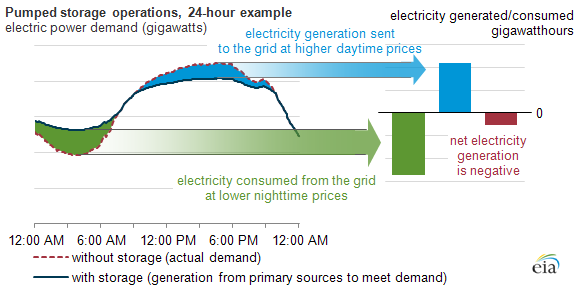 Pumped storage operations, 24-hour example
electric power demand (gigawatts)
electricity generated/consumed
gigawatthours
electricity generation sent
to the grid at higher daytime prices
0
net electricity
generation
is negative
electricity consumed from the grid
at lower nighttime prices
12:00 AM 6:00 AM 12:00 PM 6:00 PM 12:00 AM
without storage (actual demand)
with storage (generation from primary sources to meet demand)
eia